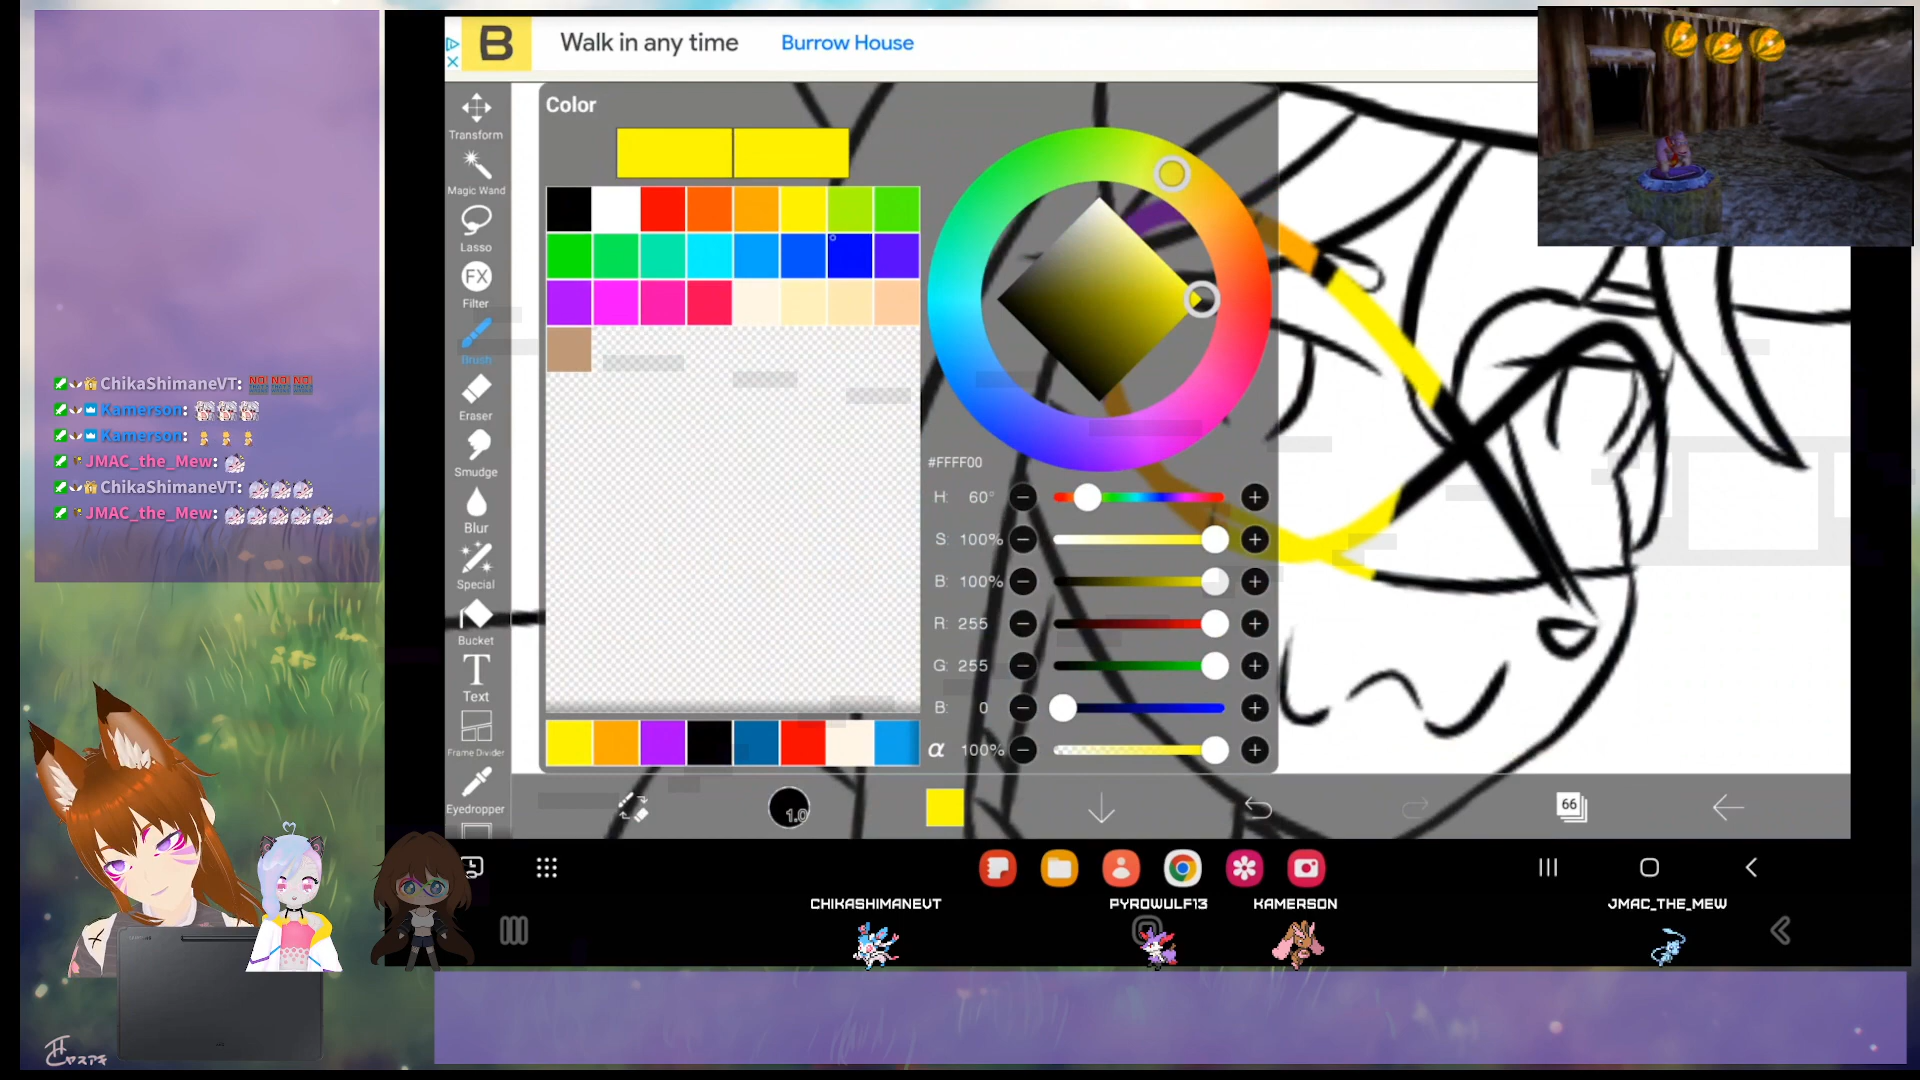 B Walk in any time Burrow House
Transform
Magic Wand
Lasso
FX
Filter
Brush
Eraser
Smudge
Blur
Special
Bucket
T
Text
Frame Divider
Eyedropper
Color
#FFFF00
H: 60°
S: 100%
B: 100%
R: 255
G: 255
B: 0
α 100%
1.0
66
ChikaShimaneVT:
Kamerson:
Kamerson:
JMAC_the_Mew:
ChikaShimaneVT:
JMAC_the_Mew:
CHIKASHIMANEVT
PYROWULF13
KAMERSON
JMAC_THE_MEW
SAMSUNG